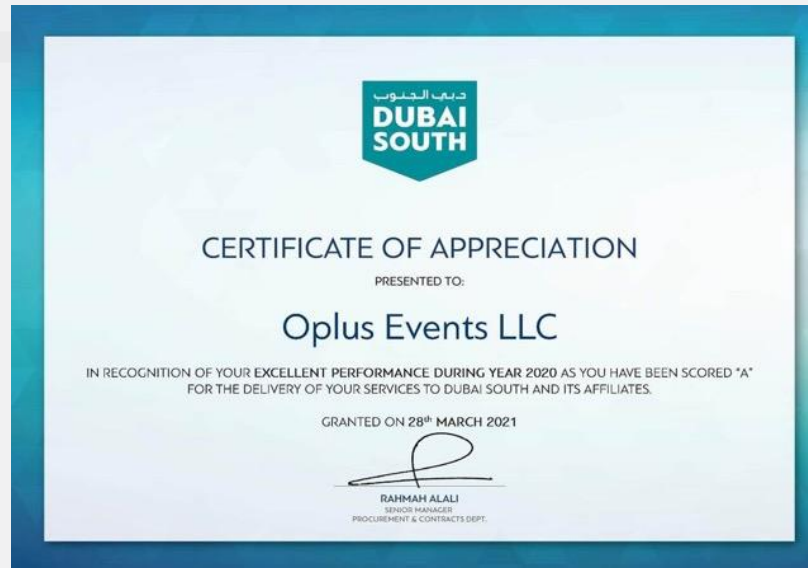 دبي الجنوب
DUBAI
SOUTH
CERTIFICATE OF APPRECIATION
PRESENTED TO:
Oplus Events LLC
IN RECOGNITION OF YOUR EXCELLENT PERFORMANCE DURING YEAR 2020 AS YOU HAVE BEEN SCORED "A"
FOR THE DELIVERY OF YOUR SERVICES TO DUBAI SOUTH AND ITS AFFILIATES.
GRANTED ON 28th MARCH 2021
RAHMAH ALALI
SENIOR MANAGER
PROCUREMENT & CONTRACTS DEPT.